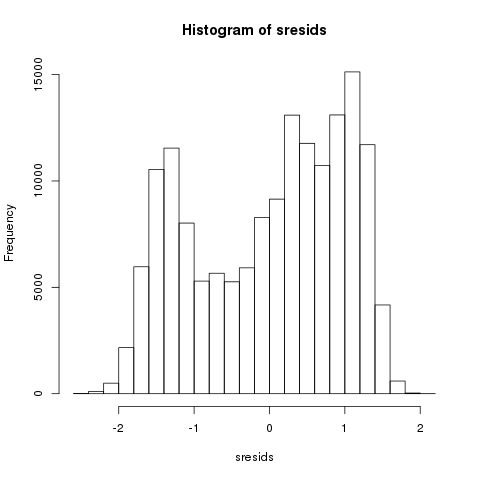 Histogram of sresids
15000
10000
5000
0
Frequency
-2 -1 0 1 2
sresids